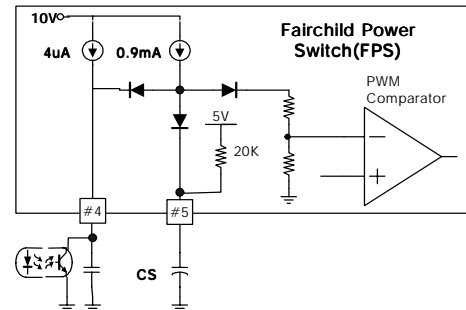 10V
Fairchild Power
Switch(FPS)
4uA
0.9mA
PWM
Comparator
5V
20K
−
+
#4
#5
CS